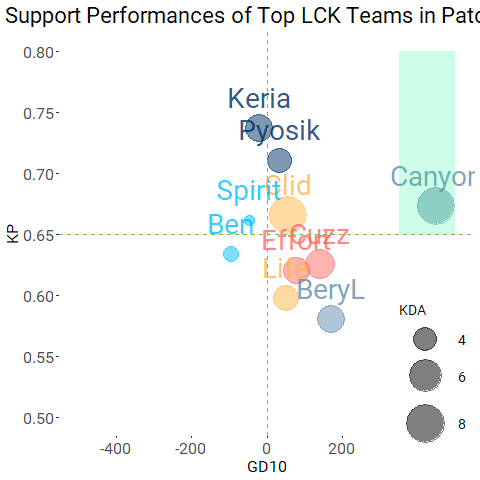 Support Performances of Top LCK Teams in Patc
0.80
0.75
0.70
0.65
0.60
0.55
0.50
KP
Keria
Pyosik
Canyon
Spirit
Clid
Ben
Effort
Cuzz
Life
BeryL
KDA
4
6
8
-400
-200
0
200
GD10